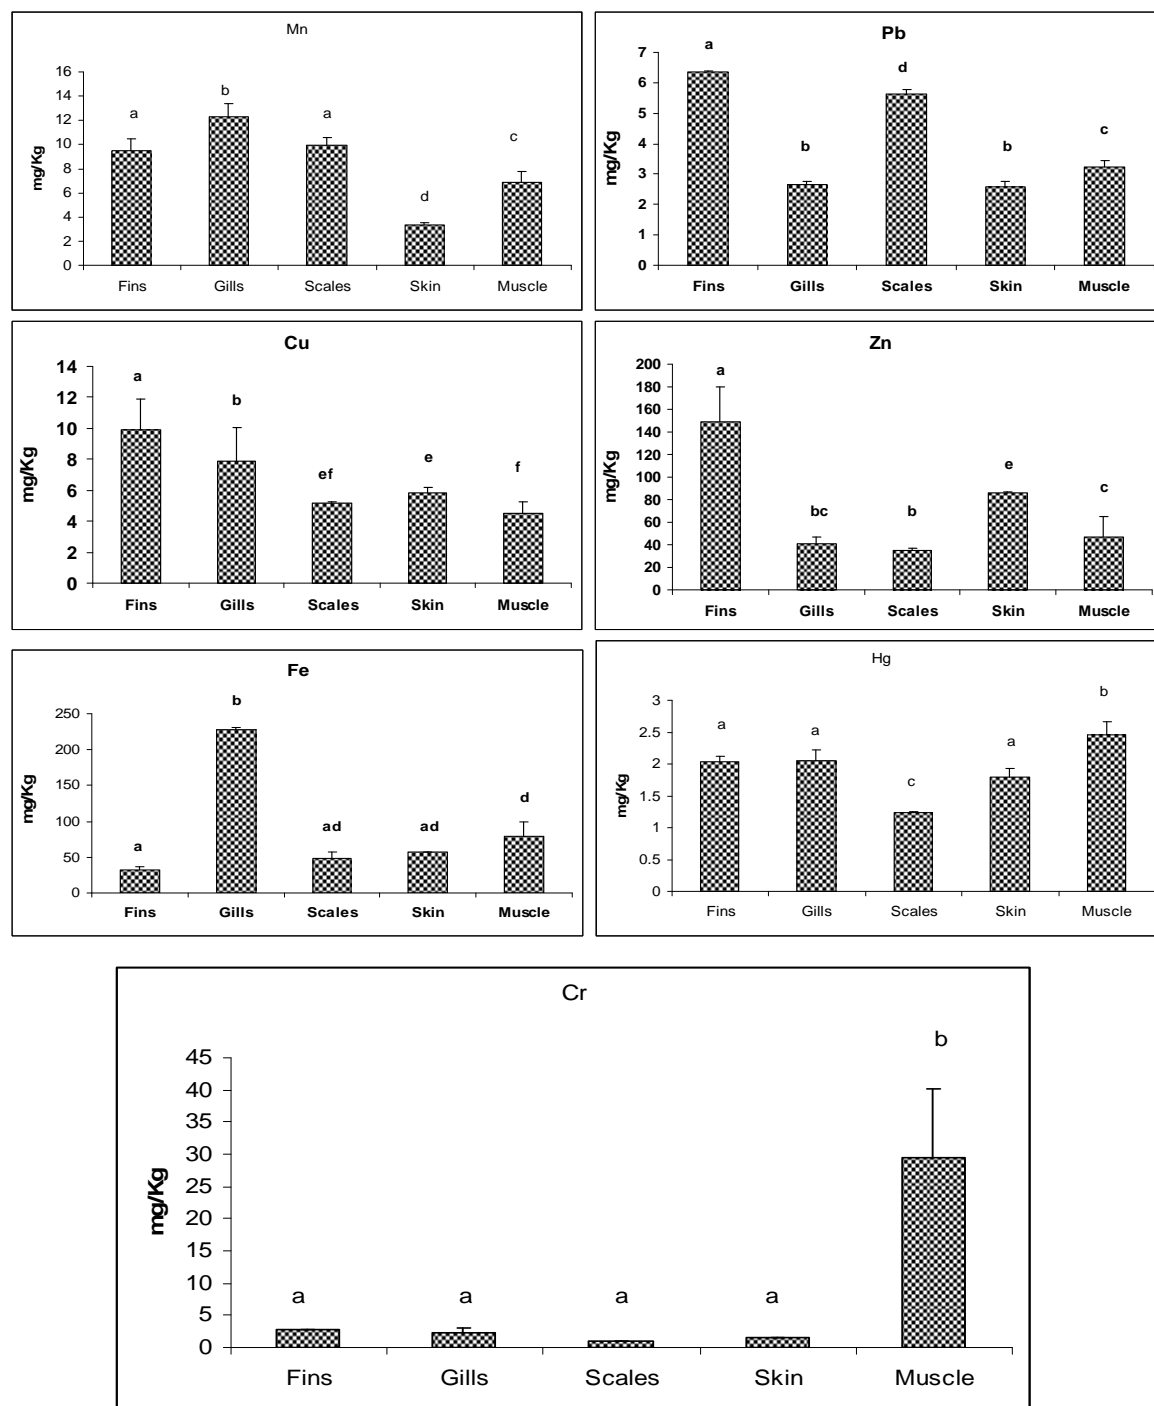 Mn
16
14
12
10
8
6
4
2
0
mg/Kg
a
b
a
d
c
Fins Gills Scales Skin Muscle
Pb
7
6
5
4
3
2
1
0
mg/Kg
a
b
d
b
c
Fins Gills Scales Skin Muscle
Cu
14
12
10
8
6
4
2
0
mg/Kg
a
b
ef
e
f
Fins Gills Scales Skin Muscle
Zn
200
180
160
140
120
100
80
60
40
20
0
mg/Kg
a
bc
b
e
c
Fins Gills Scales Skin Muscle
Fe
250
200
150
100
50
0
mg/Kg
a
b
ad
ad
d
Fins Gills Scales Skin Muscle
Hg
3
2.5
2
1.5
1
0.5
0
mg/Kg
a
a
c
a
b
Fins Gills Scales Skin Muscle
Cr
45
40
35
30
25
20
15
10
5
0
mg/Kg
a
a
a
a
b
Fins Gills Scales Skin Muscle